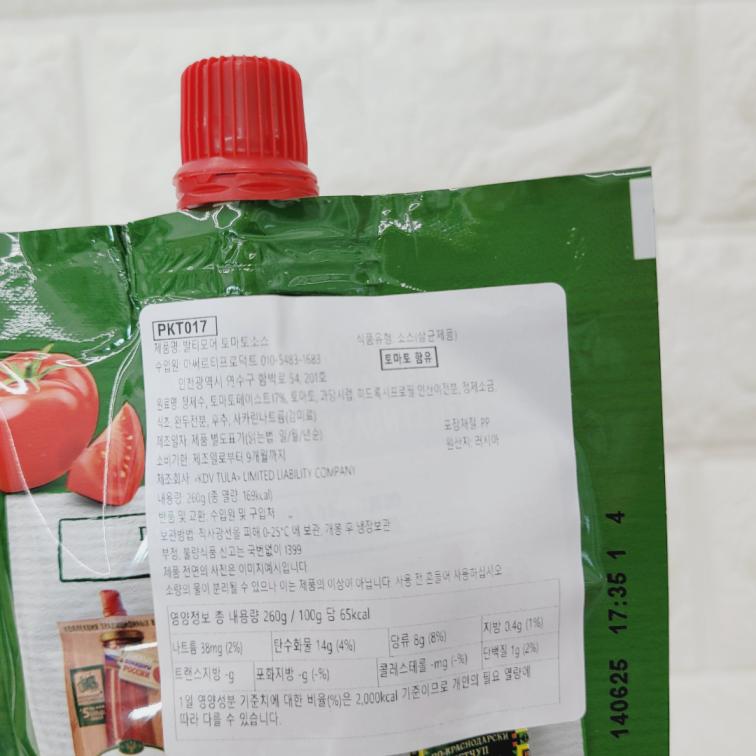 PKT017
제품명: 발티모어 토마토소스
식품유형: 소스(살균제품)
수입원: 아써르티프로덕트 010-5483-1683
토마토 함유
인천광역시 연수구 함박로 54, 201호
원료명: 정제수, 토마토페이스트17%, 토마토, 과당시럽, 히드록시프로필 인산이전분, 정제소금,
식초, 완두전분, 후추, 사카린나트륨(감미료)
제조일자: 제품 별도표기(읽는법: 일/월/년순)
포장재질: PP
소비기한: 제조일로부터 9개월까지
원산지: 러시아
제조회사: «KDV TULA» LIMITED LIABILITY COMPANY
내용량: 260g (총 열량: 169kcal)
반품 및 교환: 수입원 및 구입처
보관방법: 직사광선을 피해 0-25°C 에 보관, 개봉 후 냉장보관
부정, 불량식품 신고는 국번없이 1399
제품 전면의 사진은 이미지예시입니다
소량의 물이 분리될 수 있으나 이는 제품의 이상이 아닙니다. 사용 전 흔들어 사용하십시오
영양정보 총 내용량 260g / 100g 당 65kcal
나트륨 38mg (2%) 탄수화물 14g (4%) 당류 8g (8%) 지방 0.4g (1%)
트랜스지방 -g 포화지방 -g (-%) 콜레스테롤 -mg (-%) 단백질 1g (2%)
1일 영양성분 기준치에 대한 비율(%)은 2,000kcal 기준이므로 개인의 필요 열량에
따라 다를 수 있습니다.
140625 17:35 1 4
РОССИИ
ПО-КРАСНОДАРСКИ